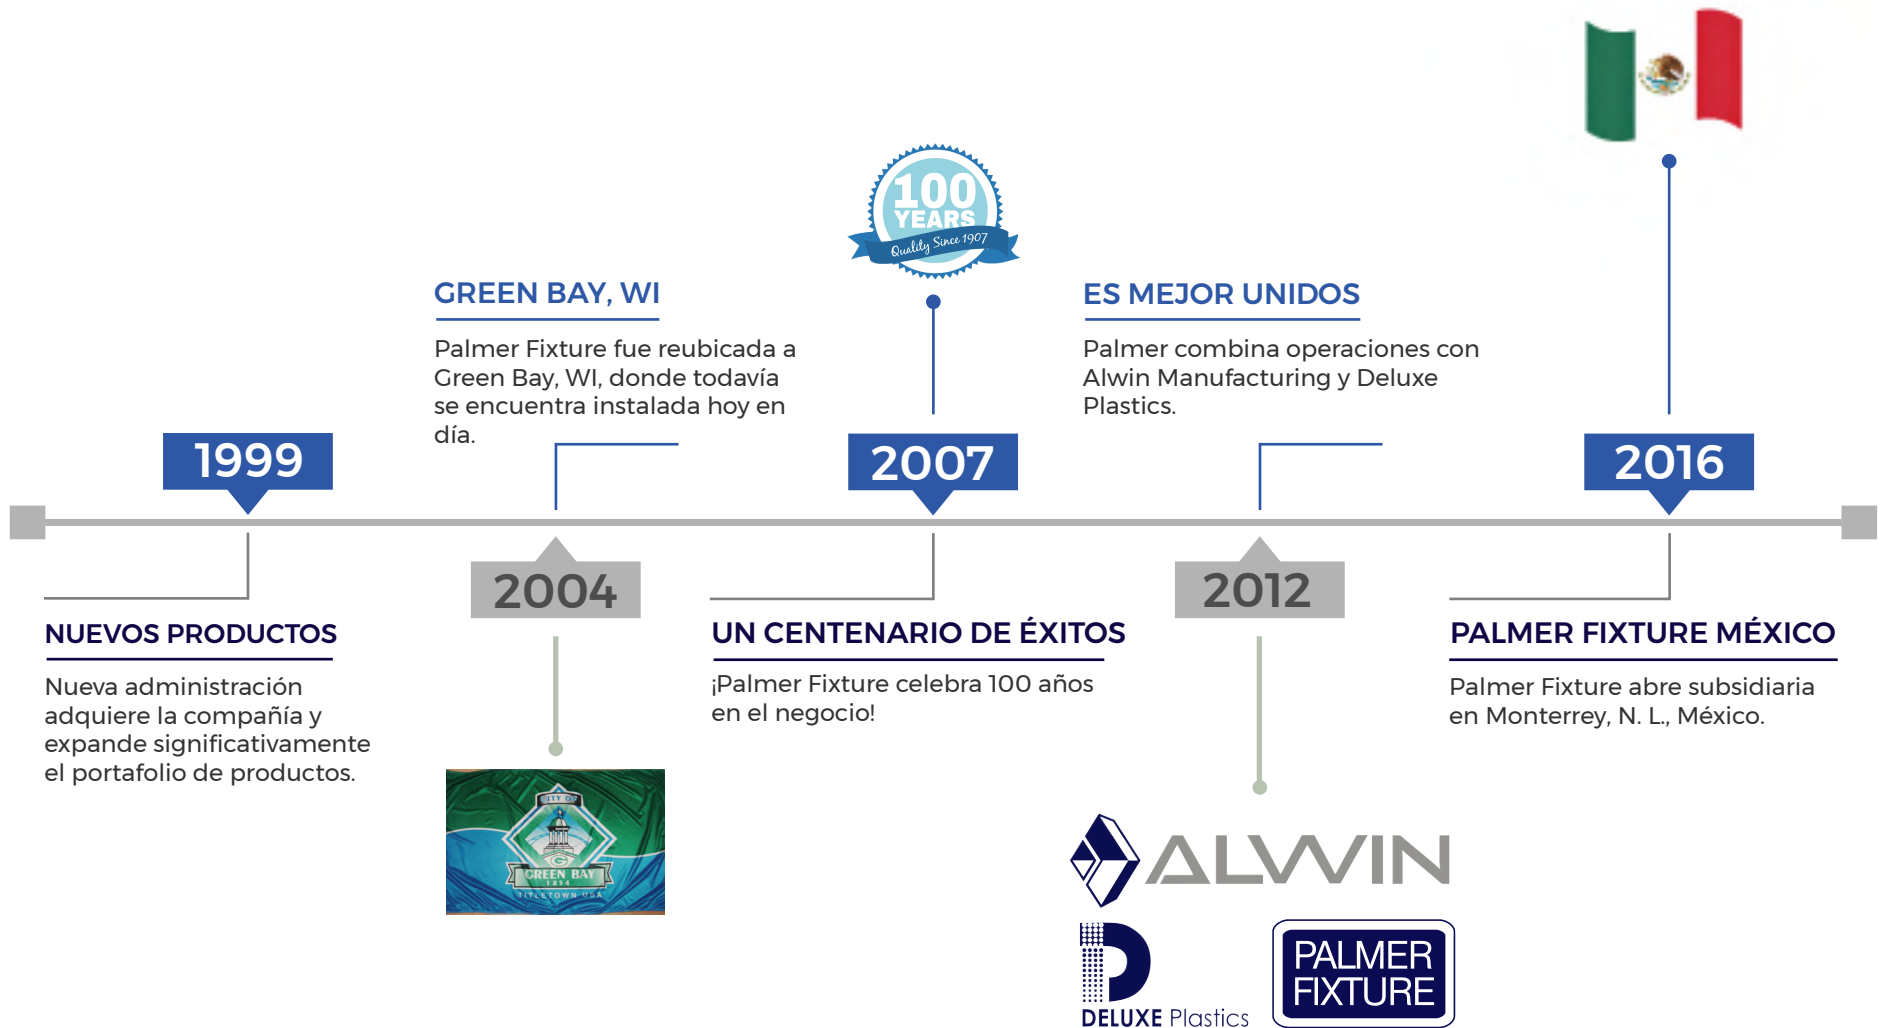 100
YEARS
Quality Since 1907
GREEN BAY, WI
Palmer Fixture fue reubicada a
Green Bay, WI, donde todavía
se encuentra instalada hoy en
día.
ES MEJOR UNIDOS
Palmer combina operaciones con
Alwin Manufacturing y Deluxe
Plastics.
1999
2007
2016
2004
2012
NUEVOS PRODUCTOS
Nueva administración
adquiere la compañía y
expande significativamente
el portafolio de productos.
UN CENTENARIO DE ÉXITOS
¡Palmer Fixture celebra 100 años
en el negocio!
PALMER FIXTURE MÉXICO
Palmer Fixture abre subsidiaria
en Monterrey, N. L., México.
CITY OF
G
GREEN BAY
1854
TITLETOWN USA
ALWIN
DELUXE Plastics
PALMER
FIXTURE